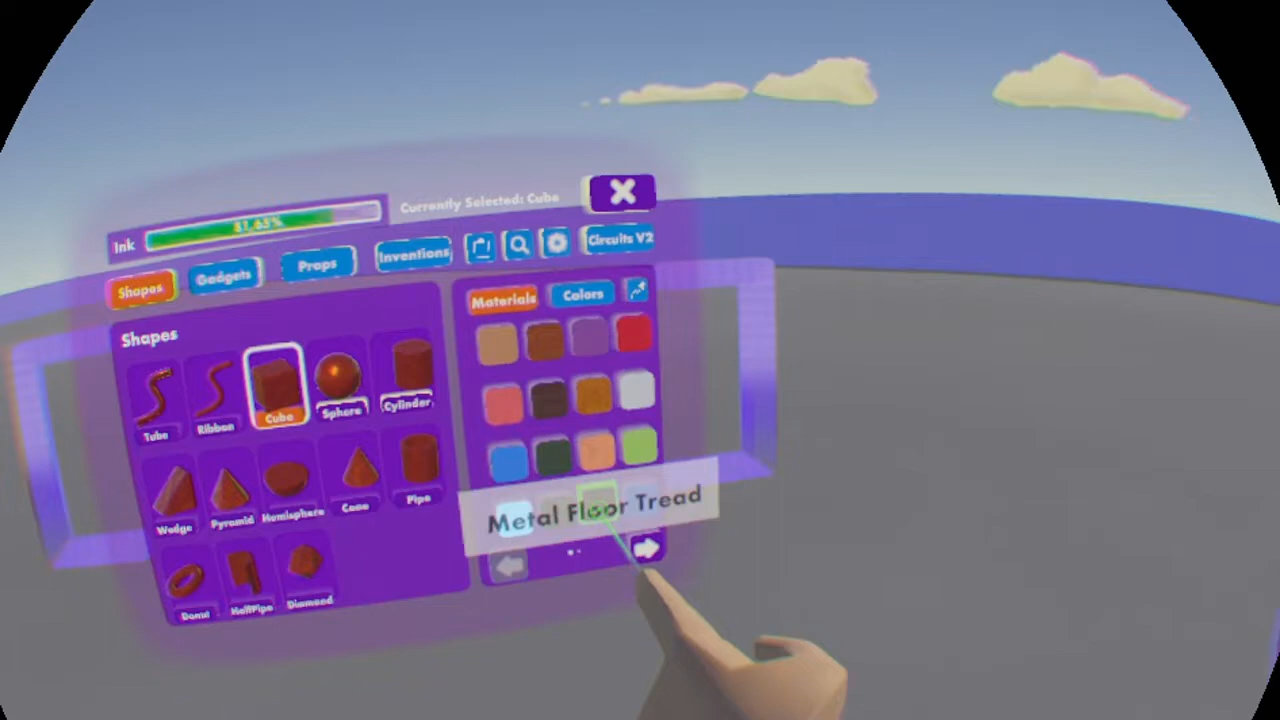 Currently Selected: Cube
Ink 81.63%
Shapes Gadgets Props Inventions Circuits V2
Shapes
Materials Colors
Tube Ribbon Cube Sphere Cylinder
Wedge Pyramid Hemisphere Cone Pipe
Metal Floor Tread
Donut HalfPipe Diamond